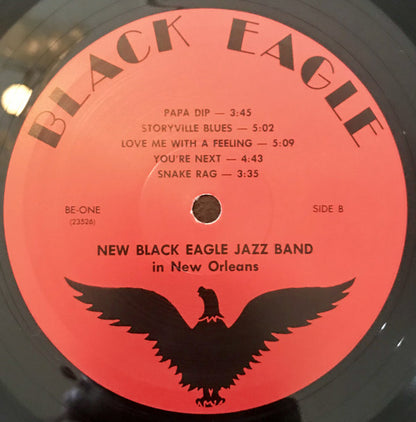 BLACK EAGLE
PAPA DIP — 3:45
STORYVILLE BLUES — 5:02
LOVE ME WITH A FEELING — 5:09
YOU'RE NEXT — 4:43
SNAKE RAG — 3:35
BE-ONE
(23526)
SIDE B
NEW BLACK EAGLE JAZZ BAND
in New Orleans